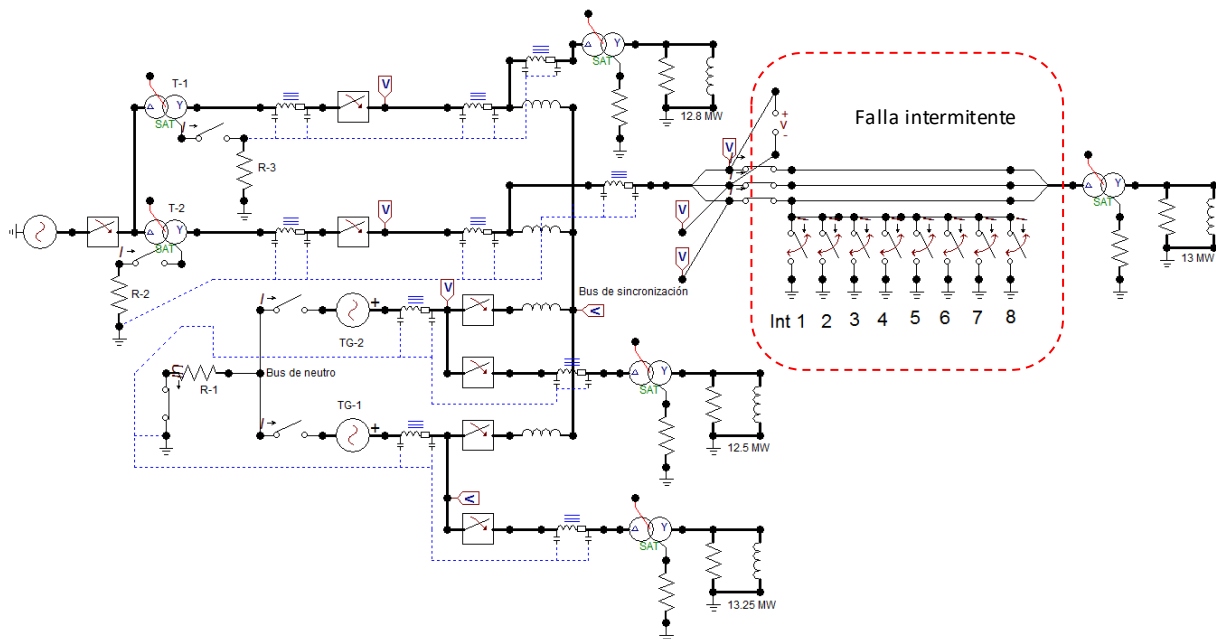 Δ Y
SAT
12.8 MW
T-1
Δ Y
SAT
I
V
R-3
V
+
V
-
Falla intermitente
T-2
Δ Y
SAT
I
V
R-2
V
V
I
I
Δ Y
SAT
13 MW
Int 1 2 3 4 5 6 7 8
V
Bus de sincronización
V
I
+
TG-2
R-1
Bus de neutro
Δ Y
SAT
12.5 MW
I
+
TG-1
V
Δ Y
SAT
13.25 MW